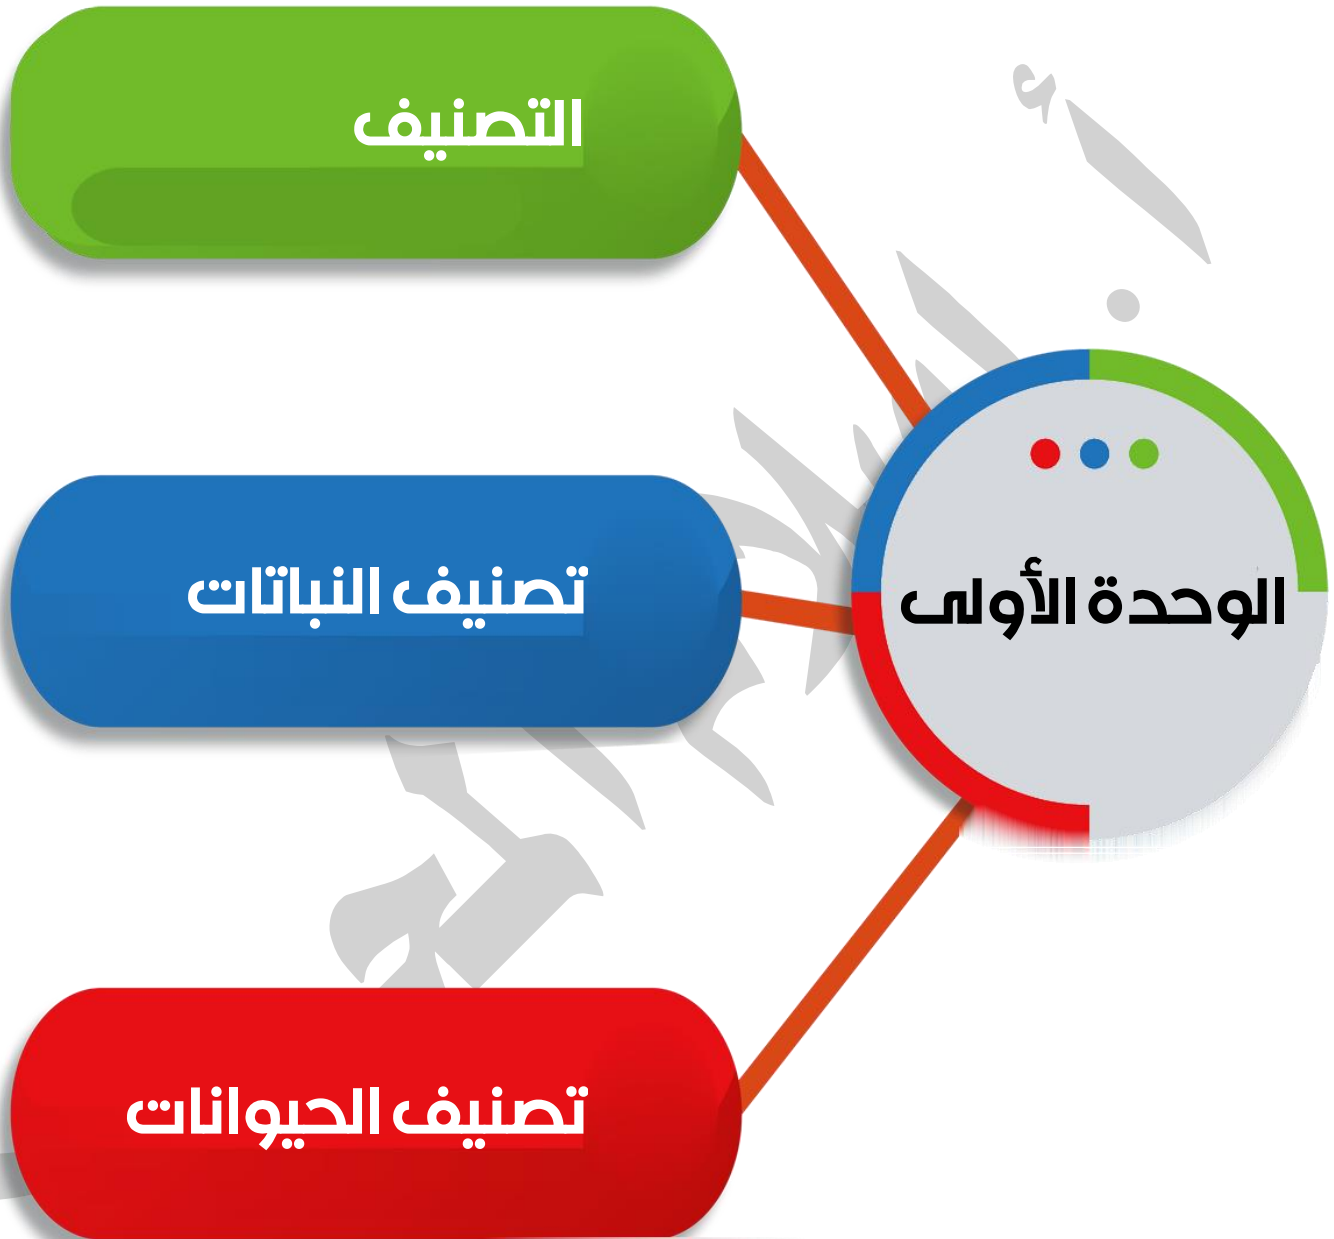 التصنيف
الوحدة الأولى
تصنيف النباتات
تصنيف الحيوانات